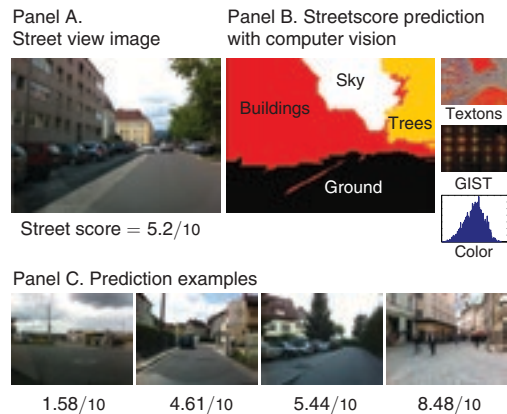 Panel A.
Street view image
Panel B. Streetscore prediction
with computer vision
Sky
Buildings
Trees
Ground
Textons
GIST
Color
Street score = 5.2/10
Panel C. Prediction examples
1.58/10
4.61/10
5.44/10
8.48/10